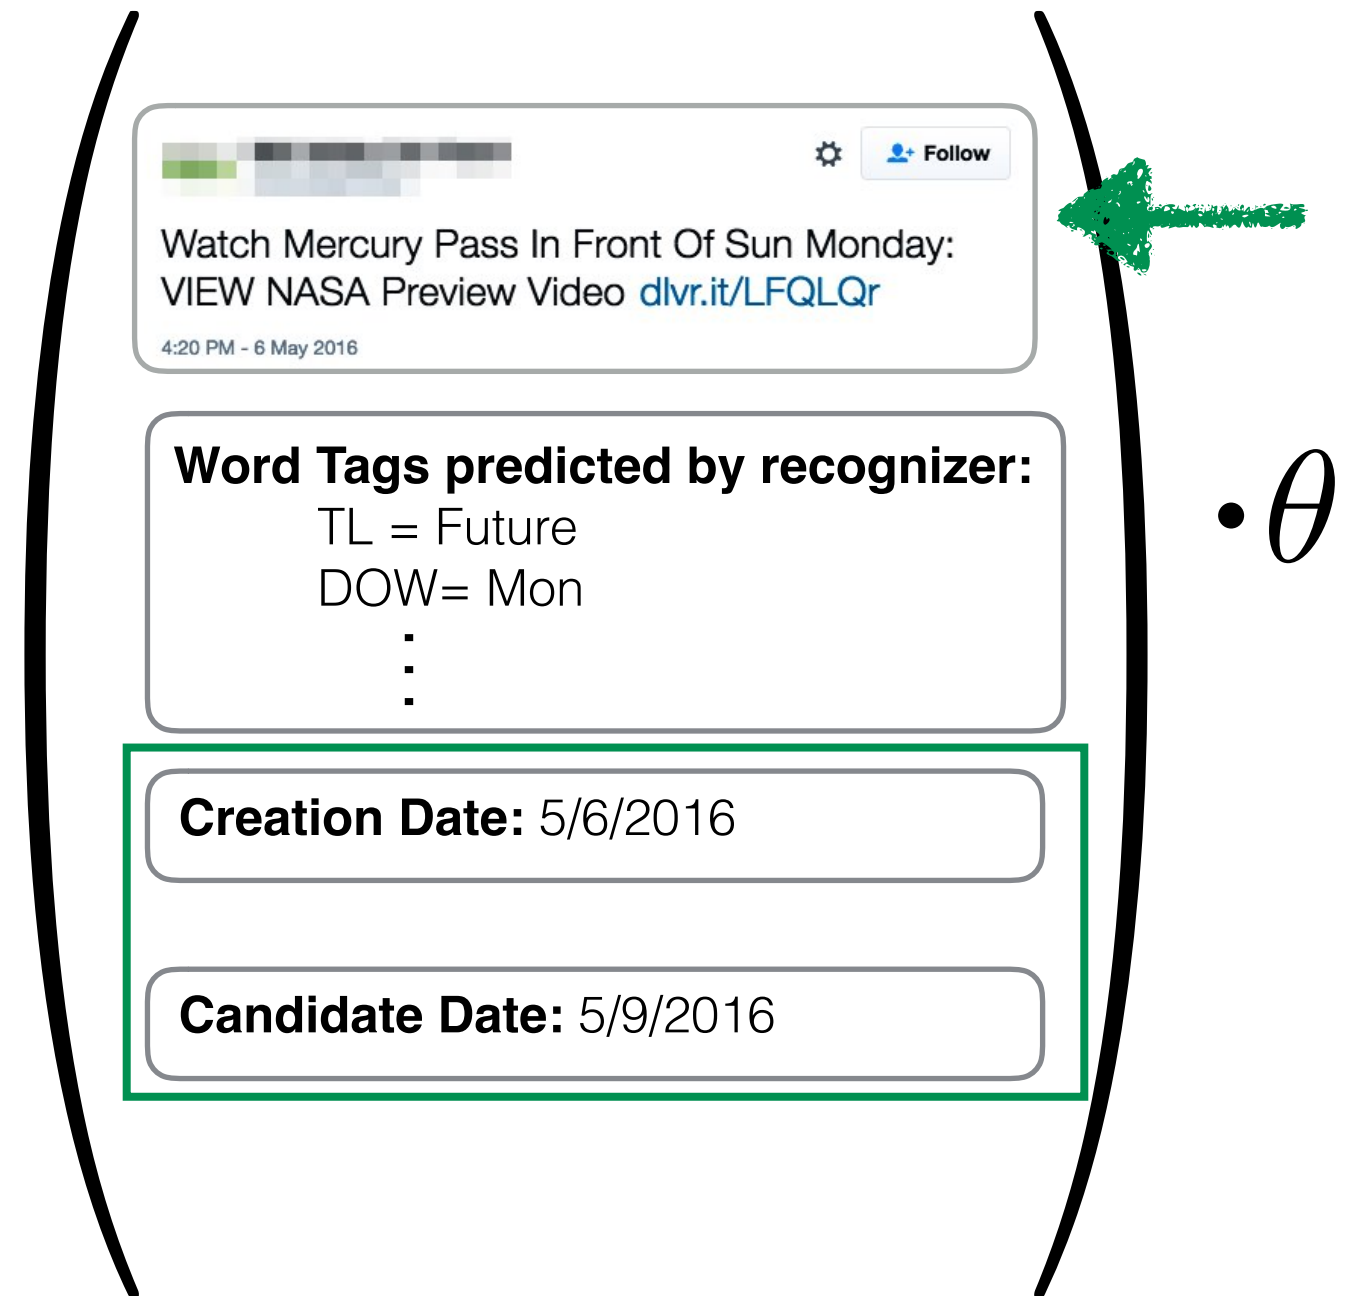 Follow
Watch Mercury Pass In Front Of Sun Monday:
VIEW NASA Preview Video dlvr.it/LFQLQr
4:20 PM - 6 May 2016
Word Tags predicted by recognizer:
TL = Future
DOW= Mon
· θ
Creation Date: 5/6/2016
Candidate Date: 5/9/2016